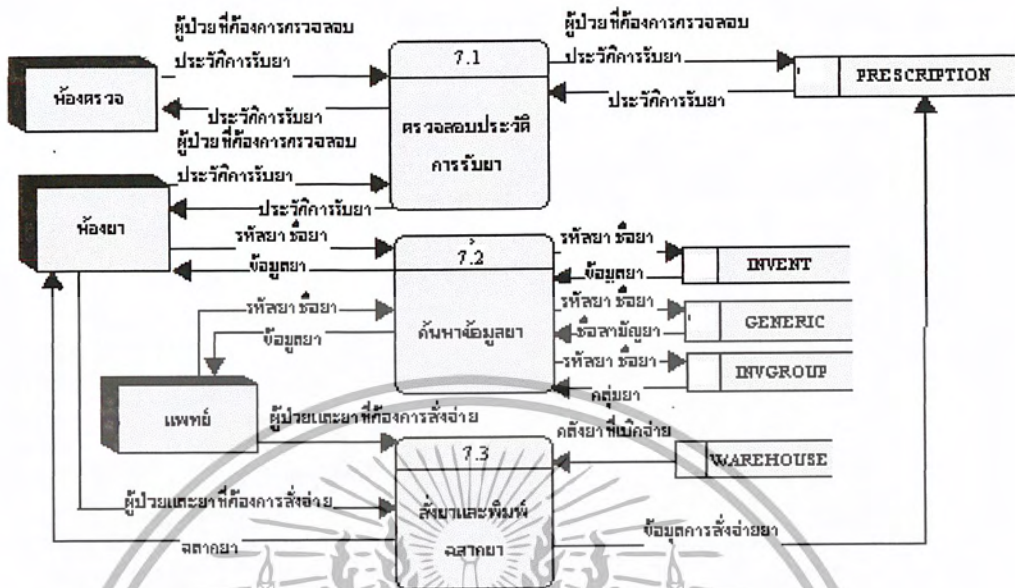 ผู้ป่วยที่ต้องการตรวจสอบ
ประวัติการรับยา
ประวัติการรับยา
ห้องตรวจ
7.1
ตรวจสอบประวัติ
การรับยา
ผู้ป่วยที่ต้องการตรวจสอบ
ประวัติการรับยา
ประวัติการรับยา
PRESCRIPTION
ผู้ป่วยที่ต้องการตรวจสอบ
ประวัติการรับยา
ประวัติการรับยา
ห้องยา
รหัสยา ชื่อยา
ข้อมูลยา
7.2
ค้นหาข้อมูลยา
รหัสยา ชื่อยา
ข้อมูลยา
INVENT
รหัสยา ชื่อยา
ข้อมูลยา
รหัสยา ชื่อยา
ชื่อสามัญยา
GENERIC
รหัสยา ชื่อยา
กลุ่มยา
INVGROUP
แพทย์
ผู้ป่วยและยาที่ต้องการสั่งจ่าย
คลังยาที่เบิกจ่าย
WAREHOUSE
7.3
สั่งยาและพิมพ์
ฉลากยา
ผู้ป่วยและยาที่ต้องการสั่งจ่าย
ฉลากยา
ข้อมูลการสั่งจ่ายยา